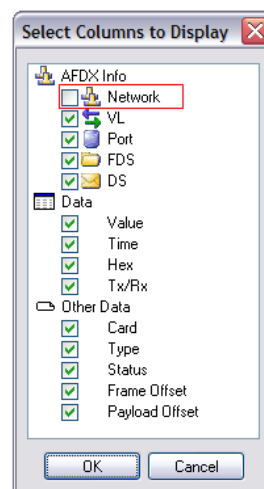 Select Columns to Display
AFDX Info
Network
VL
Port
FDS
DS
Data
Value
Time
Hex
Tx/Rx
Other Data
Card
Type
Status
Frame Offset
Payload Offset
OK Cancel